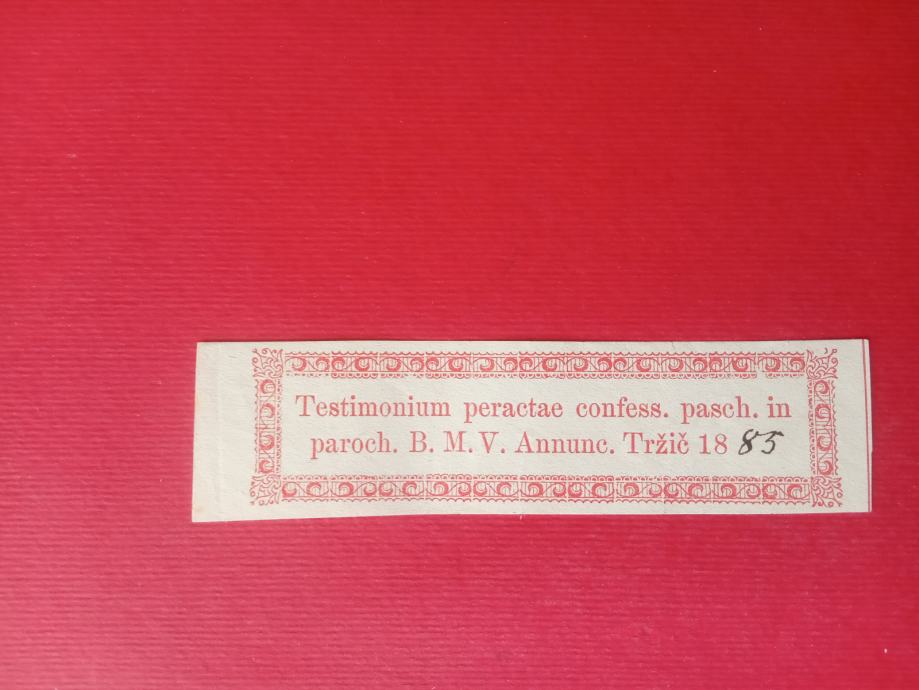 Testimonium peractae confess. pasch. in
paroch. B. M. V. Annunc. Tržič 1885